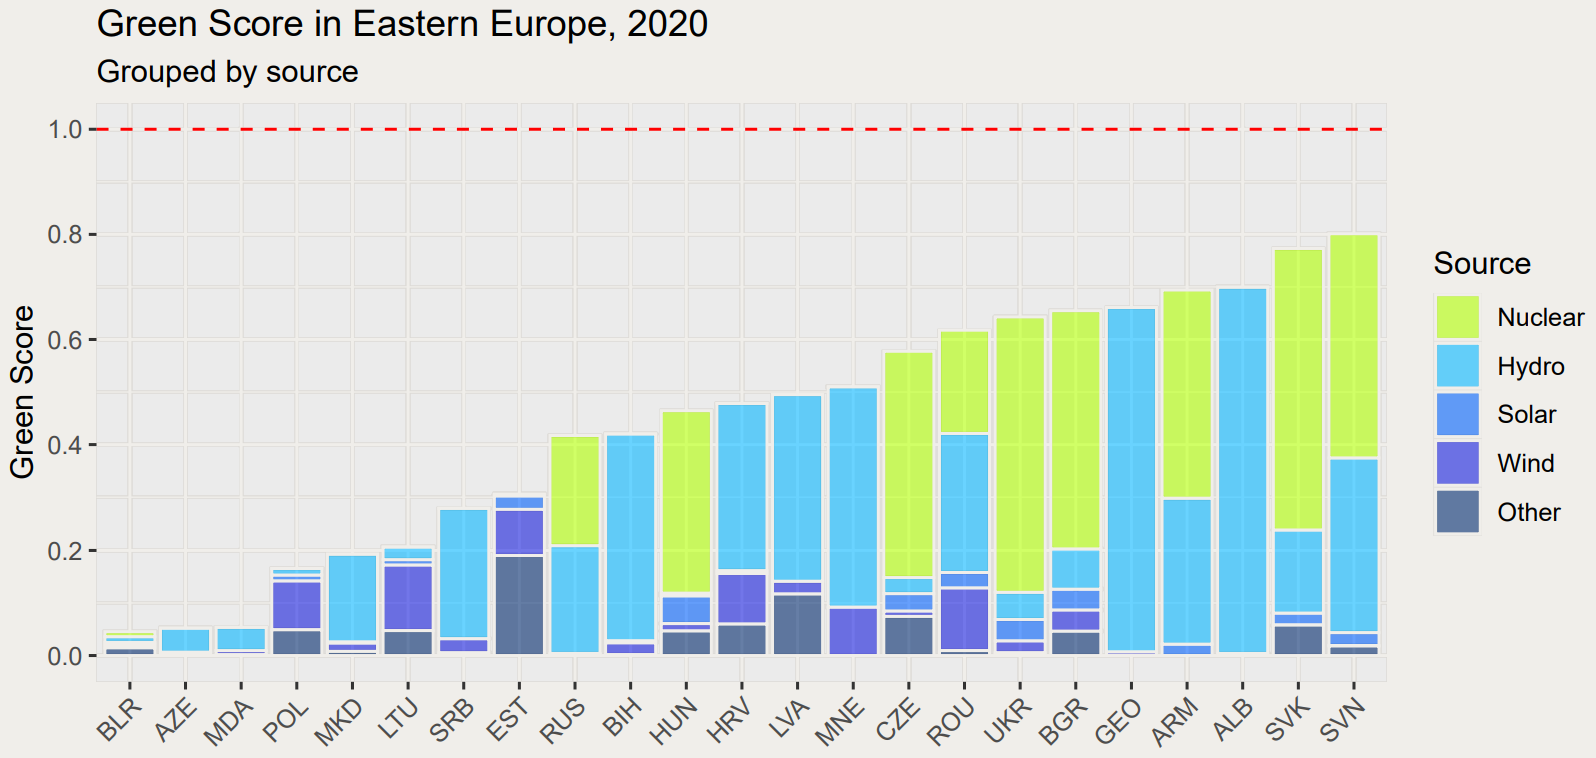 Green Score in Eastern Europe, 2020
Grouped by source
Green Score
1.0
0.8
0.6
0.4
0.2
0.0
BLR
AZE
MDA
POL
MKD
LTU
SRB
EST
RUS
BIH
HUN
HRV
LVA
MNE
CZE
ROU
UKR
BGR
GEO
ARM
ALB
SVK
SVN
Source
Nuclear
Hydro
Solar
Wind
Other